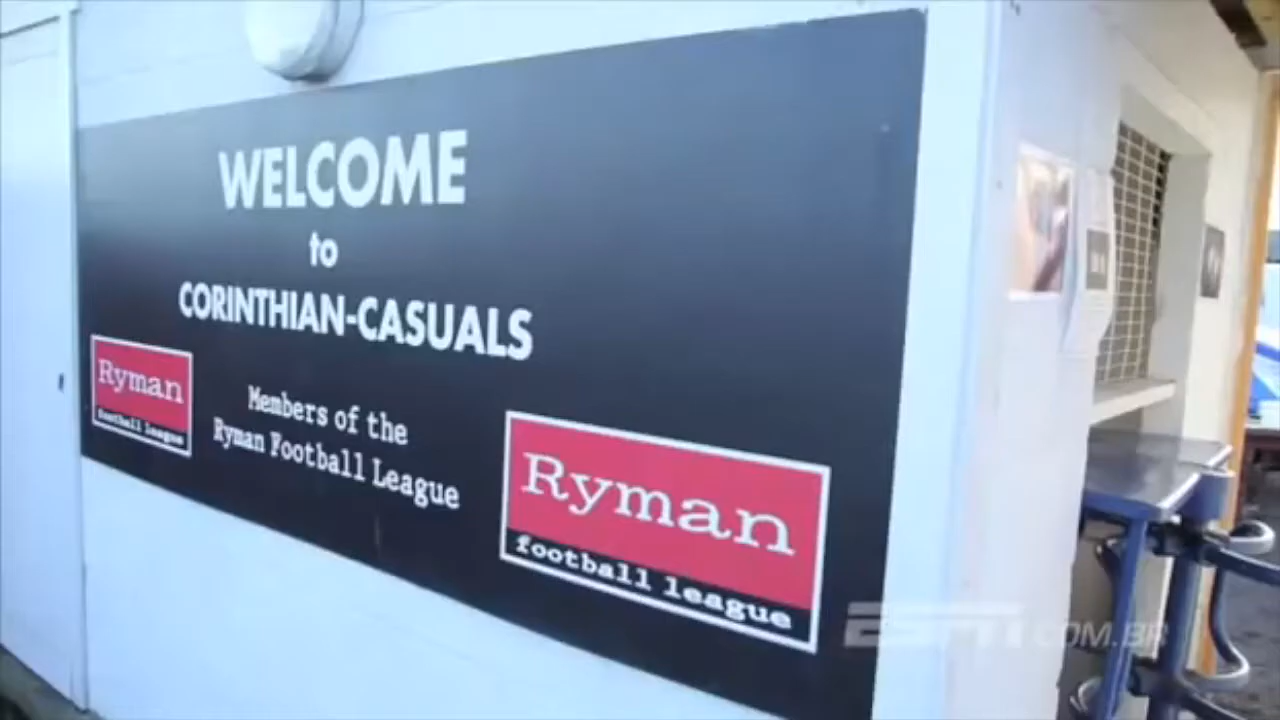 WELCOME
to
CORINTHIAN-CASUALS
Ryman
football league
Members of the
Ryman Football League
Ryman
football league
ESPN.COM.BR